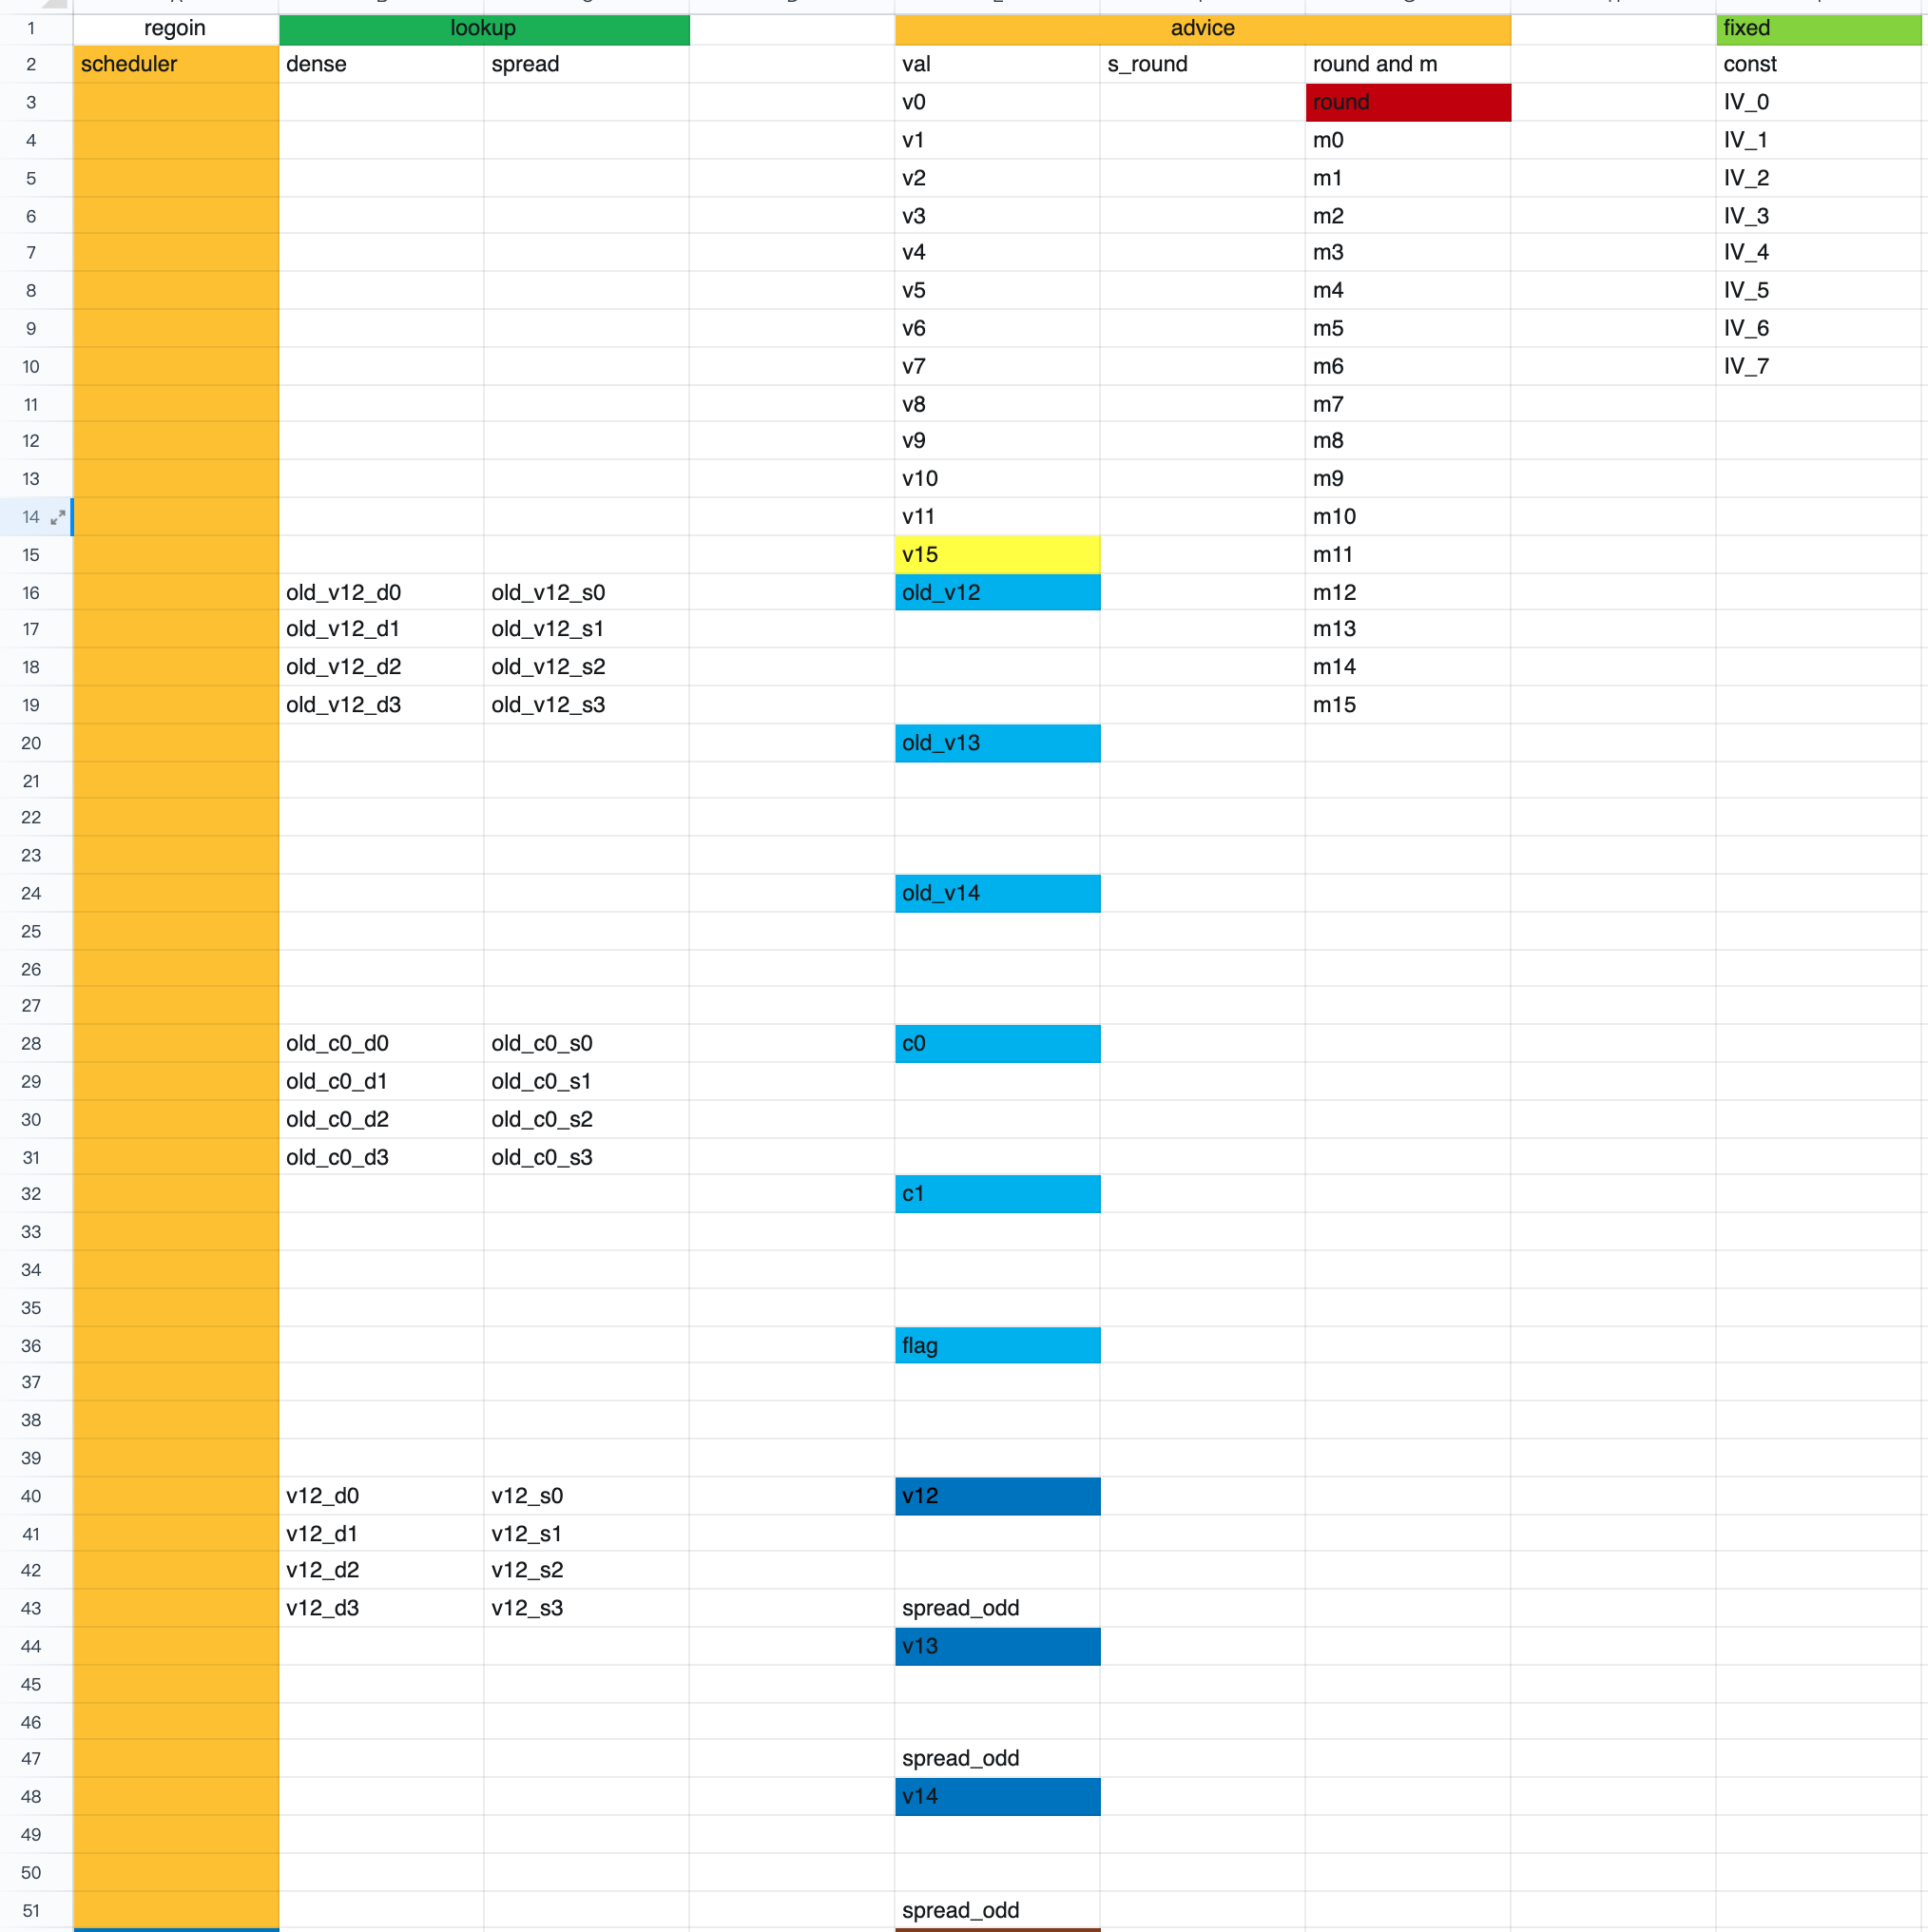 1 regoin lookup advice fixed
2 scheduler dense spread val s_round round and m const
3 v0 round IV_0
4 v1 m0 IV_1
5 v2 m1 IV_2
6 v3 m2 IV_3
7 v4 m3 IV_4
8 v5 m4 IV_5
9 v6 m5 IV_6
10 v7 m6 IV_7
11 v8 m7
12 v9 m8
13 v10 m9
14 v11 m10
15 v15 m11
16 old_v12_d0 old_v12_s0 old_v12 m12
17 old_v12_d1 old_v12_s1 m13
18 old_v12_d2 old_v12_s2 m14
19 old_v12_d3 old_v12_s3 m15
20 old_v13
21
22
23
24 old_v14
25
26
27
28 old_c0_d0 old_c0_s0 c0
29 old_c0_d1 old_c0_s1
30 old_c0_d2 old_c0_s2
31 old_c0_d3 old_c0_s3
32 c1
33
34
35
36 flag
37
38
39
40 v12_d0 v12_s0 v12
41 v12_d1 v12_s1
42 v12_d2 v12_s2
43 v12_d3 v12_s3 spread_odd
44 v13
45
46
47 spread_odd
48 v14
49
50
51 spread_odd